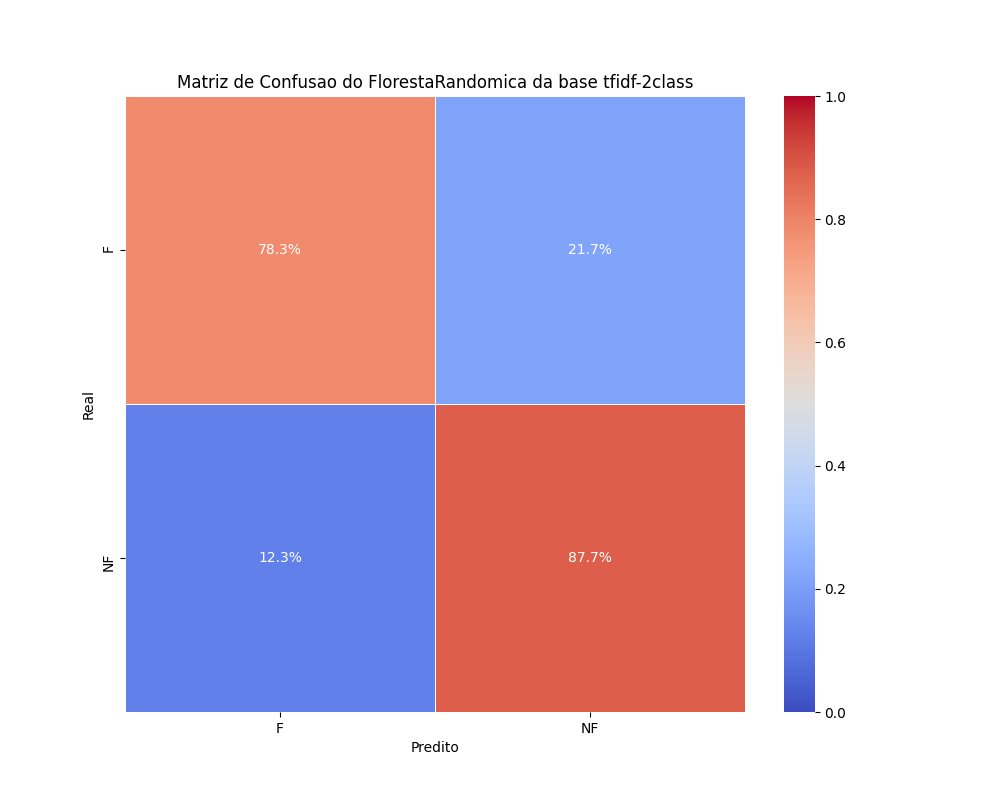 Matriz de Confusao do FlorestaRandomica da base tfidf-2class
F
78.3%
21.7%
Real
NF
12.3%
87.7%
F
NF
Predito
1.0
0.8
0.6
0.4
0.2
0.0